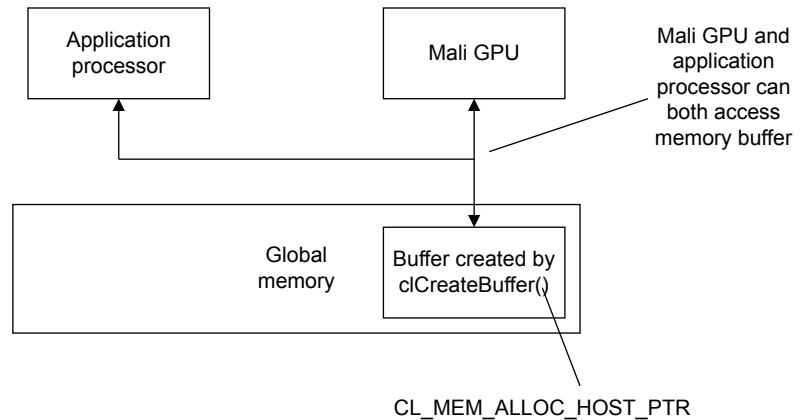 Application
processor
Mali GPU
Mali GPU and
application
processor can
both access
memory buffer
Global
memory
Buffer created by
clCreateBuffer()
CL_MEM_ALLOC_HOST_PTR